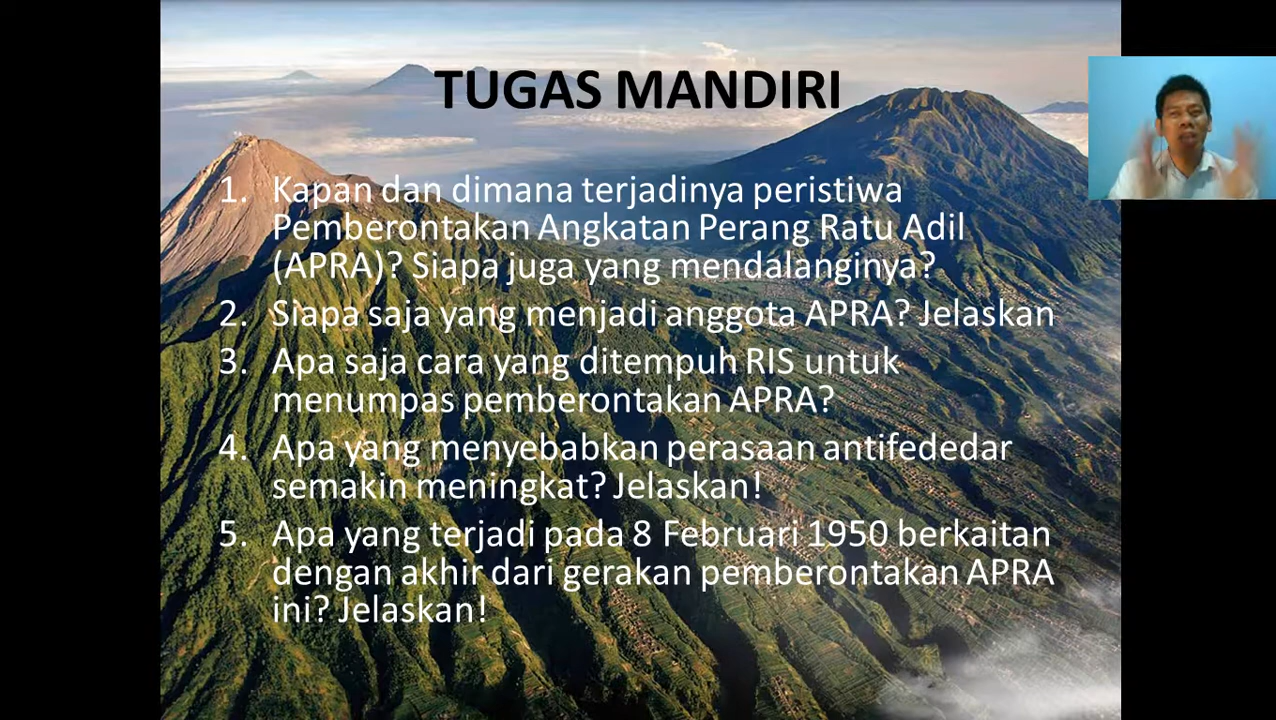 TUGAS MANDIRI
1. Kapan dan dimana terjadinya peristiwa
Pemberontakan Angkatan Perang Ratu Adil
(APRA)? Siapa juga yang mendalanginya?
2. Siapa saja yang menjadi anggota APRA? Jelaskan
3. Apa saja cara yang ditempuh RIS untuk
menumpas pemberontakan APRA?
4. Apa yang menyebabkan perasaan antifededar
semakin meningkat? Jelaskan!
5. Apa yang terjadi pada 8 Februari 1950 berkaitan
dengan akhir dari gerakan pemberontakan APRA
ini? Jelaskan!